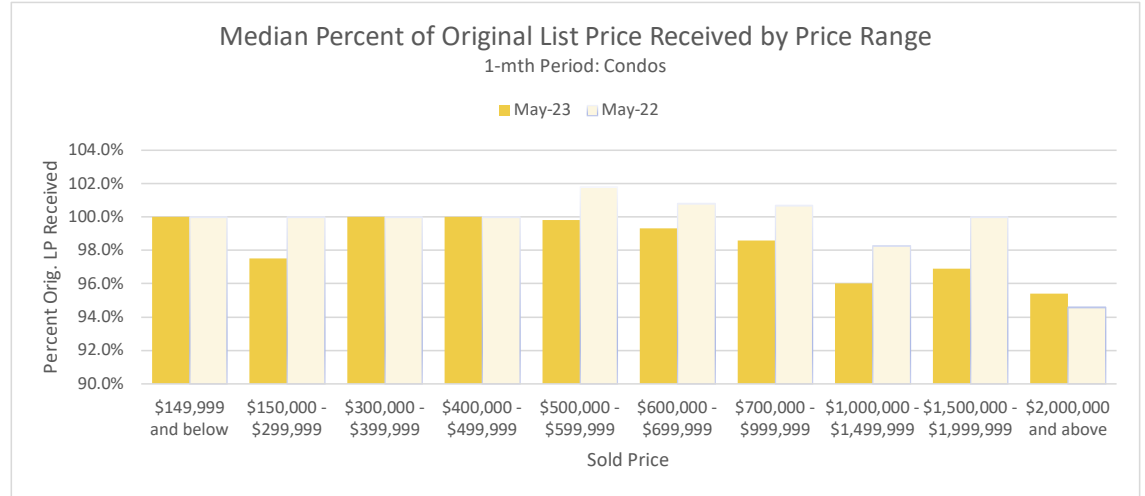 Median Percent of Original List Price Received by Price Range
1-mth Period: Condos
May-23 May-22
Percent Orig. LP Received
104.0%
102.0%
100.0%
98.0%
96.0%
94.0%
92.0%
90.0%
$149,999 and below
$150,000 - $299,999
$300,000 - $399,999
$400,000 - $499,999
$500,000 - $599,999
$600,000 - $699,999
$700,000 - $999,999
$1,000,000 - $1,499,999
$1,500,000 - $1,999,999
$2,000,000 and above
Sold Price